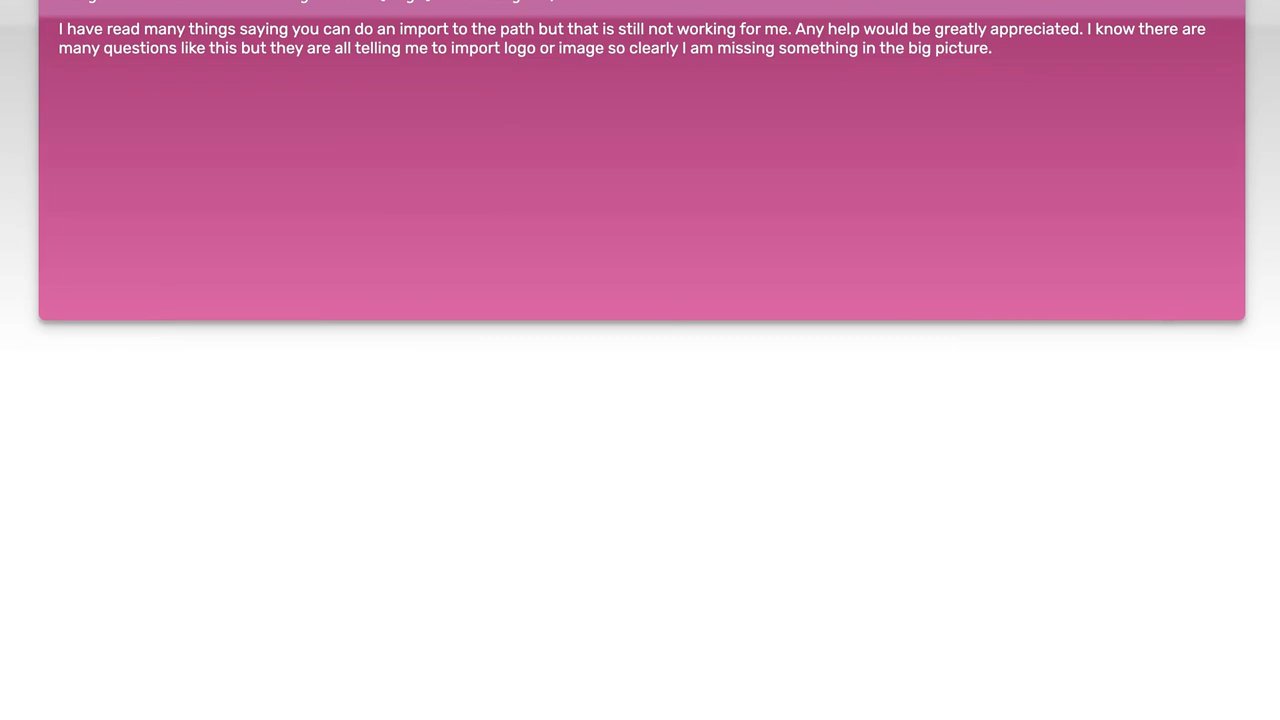 I have read many things saying you can do an import to the path but that is still not working for me. Any help would be greatly appreciated. I know there are
many questions like this but they are all telling me to import logo or image so clearly I am missing something in the big picture.